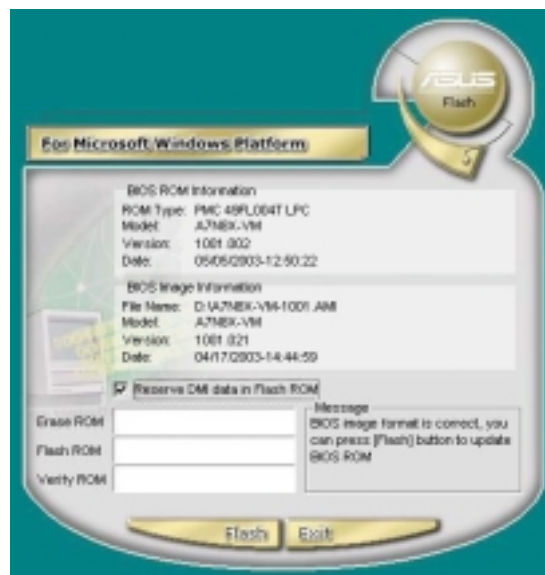 ASUS
Flash
For Microsoft Windows Platform
BIOS ROM Information
ROM Type: PMC 49FL004T LPC
Model: A7N8X-VM
Version: 1001.002
Date: 05/05/2003-12:50:22
BIOS Image Information
File Name: D:\A7N8X-VM-1001.AMI
Model: A7N8X-VM
Version: 1001.021
Date: 04/17/2003-14:44:59
Reserve DMI data in Flash ROM
Erase ROM
Flash ROM
Verify ROM
Message
BIOS image format is correct, you
can press [Flash] button to update
BIOS ROM
Flash
Exit